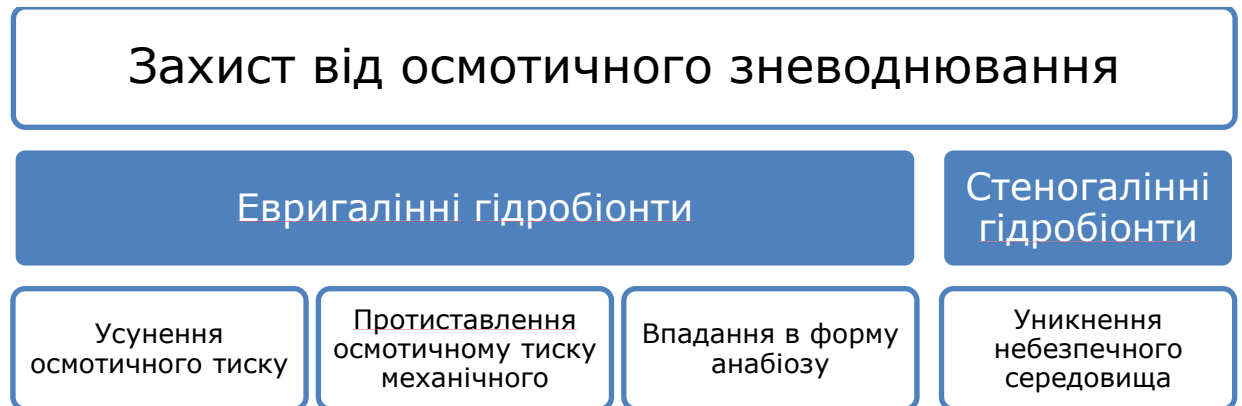 Захист від осмотичного зневоднювання
Евригалінні гідробіонти
Стеногалінні
гідробіонти
Усунення
осмотичного тиску
Протиставлення
осмотичному тиску
механічного
Впадання в форму
анабіозу
Уникнення
небезпечного
середовища